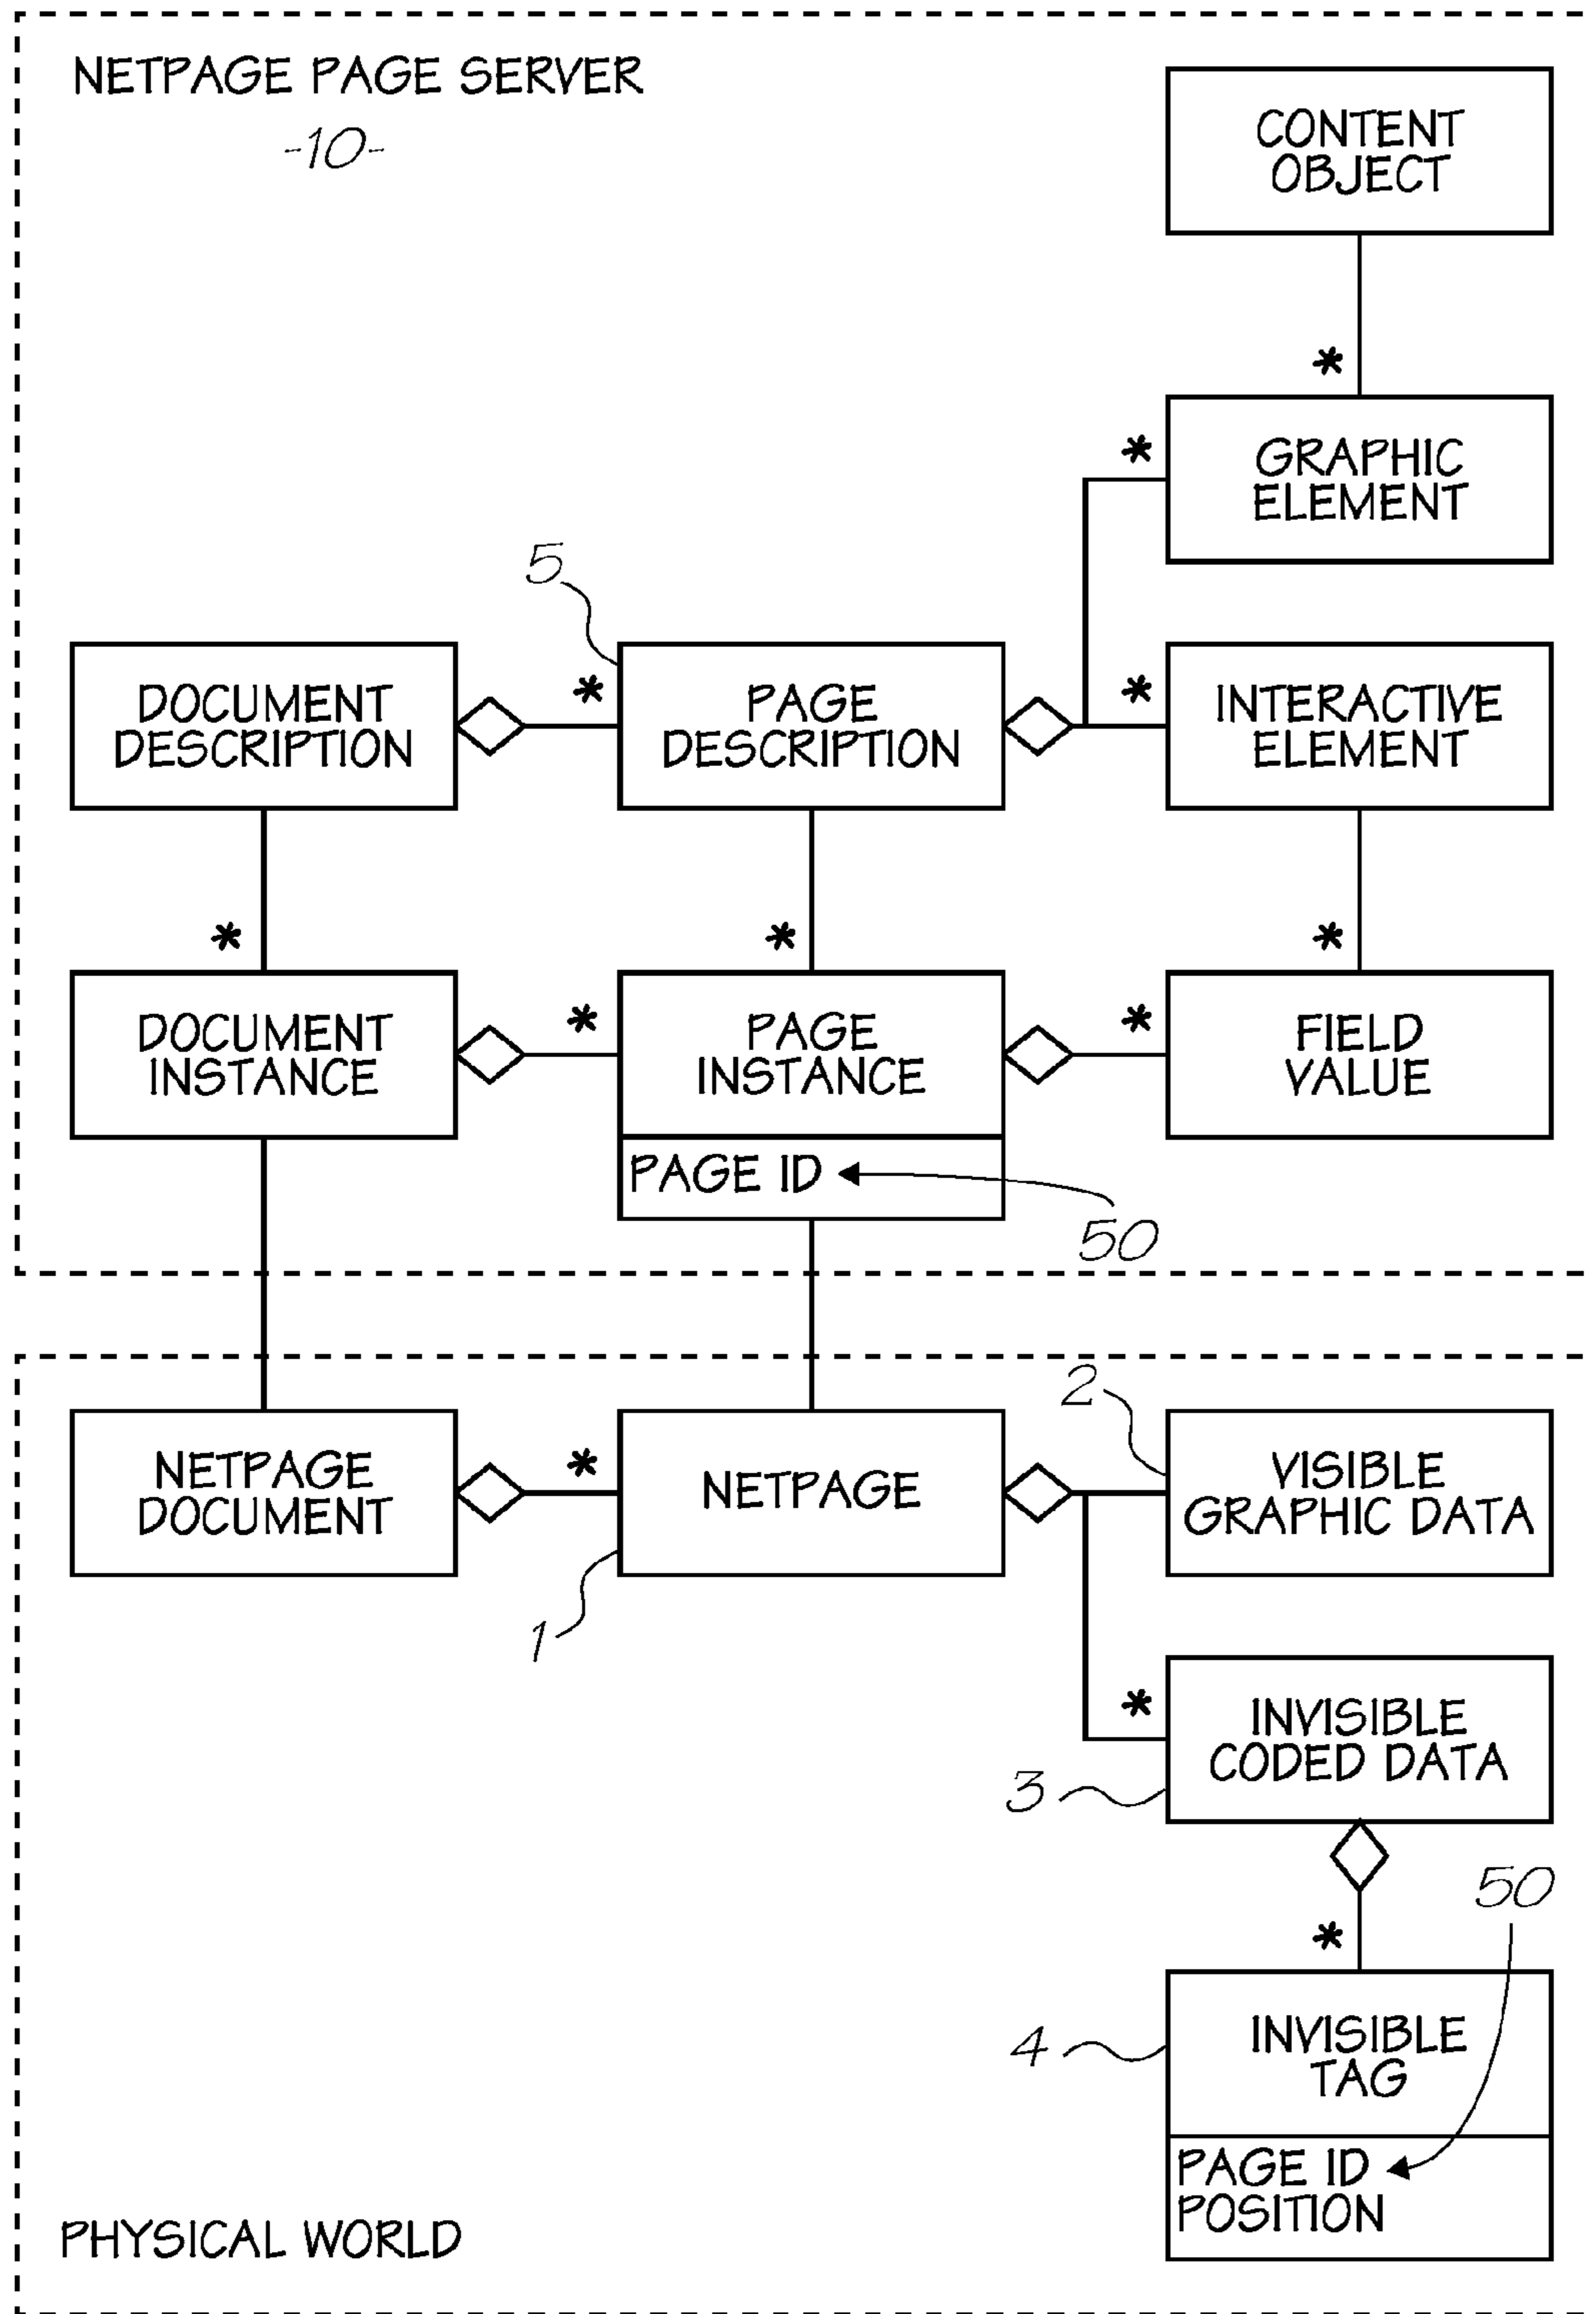 NETPAGE PAGE SERVER
-10-
CONTENT
OBJECT
*
*
GRAPHIC
ELEMENT
5
DOCUMENT
DESCRIPTION
*
PAGE
DESCRIPTION
*
INTERACTIVE
ELEMENT
*
*
*
DOCUMENT
INSTANCE
*
PAGE
INSTANCE
*
FIELD
VALUE
PAGE ID
50
2
NETPAGE
DOCUMENT
*
NETPAGE
VISIBLE
GRAPHIC DATA
1
*
INVISIBLE
CODED DATA
3
50
*
4
INVISIBLE
TAG
PAGE ID
POSITION
PHYSICAL WORLD